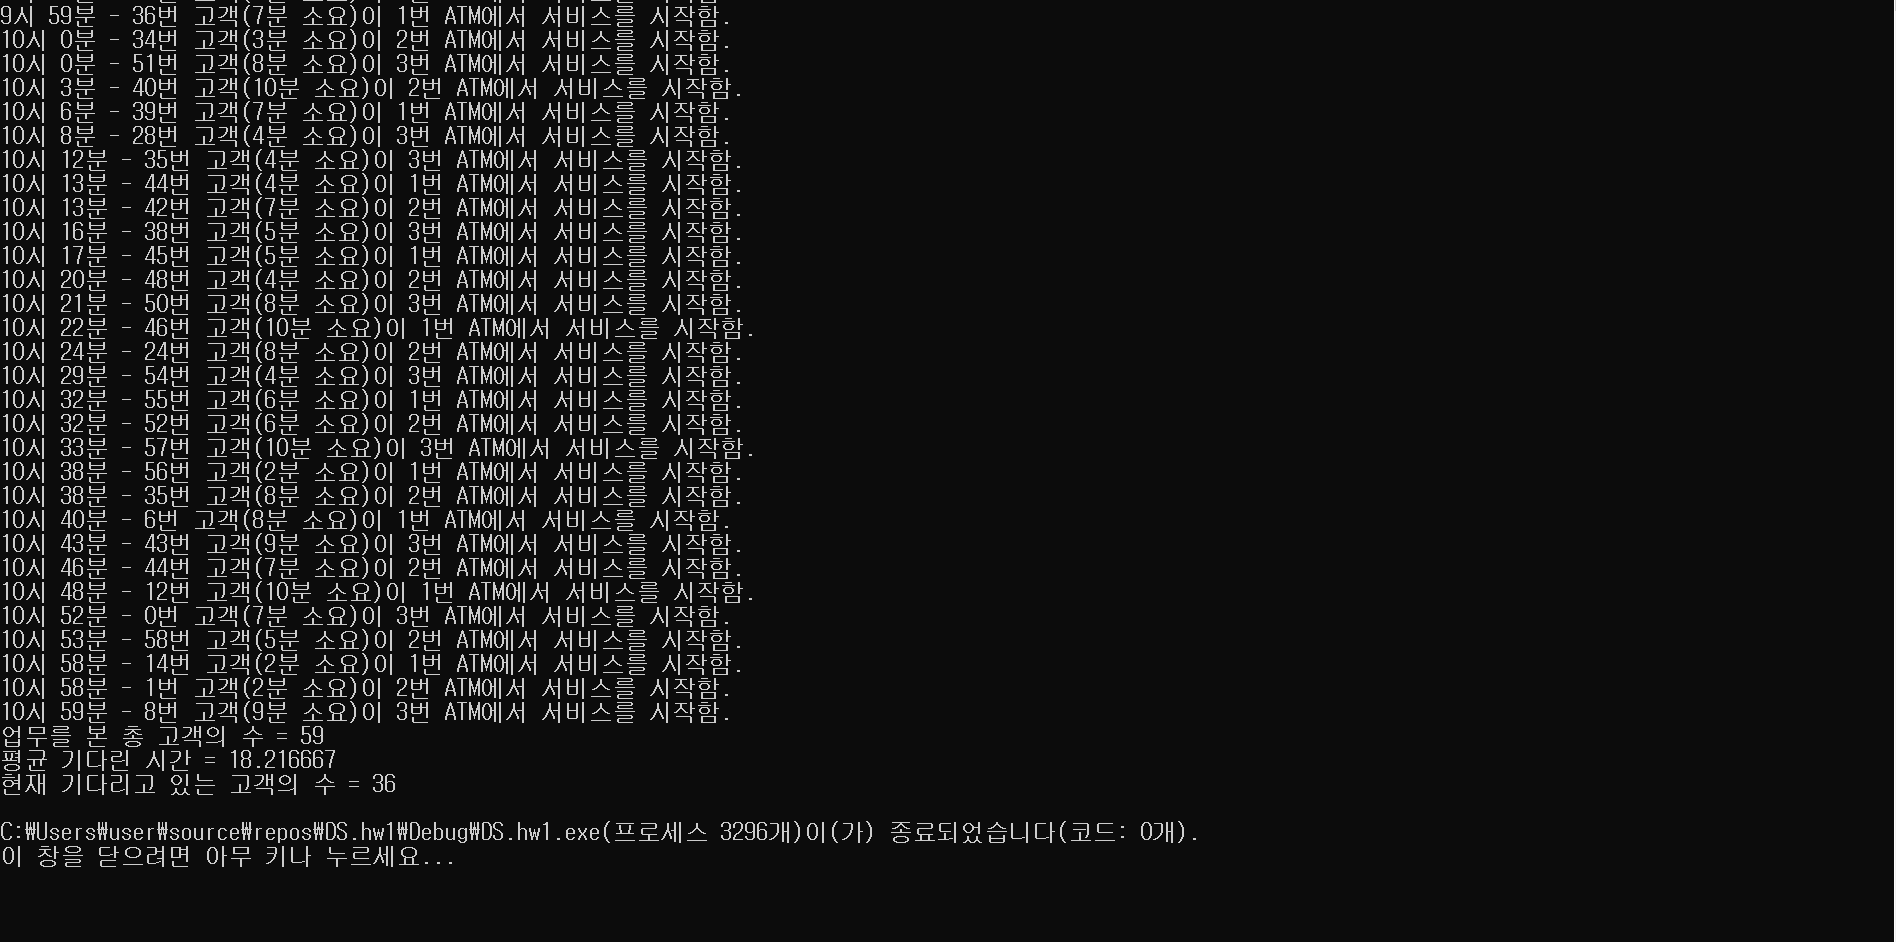 9시 59분 - 36번 고객(7분 소요)이 1번 ATM에서 서비스를 시작함.
10시 0분 - 34번 고객(3분 소요)이 2번 ATM에서 서비스를 시작함.
10시 0분 - 51번 고객(8분 소요)이 3번 ATM에서 서비스를 시작함.
10시 3분 - 40번 고객(10분 소요)이 2번 ATM에서 서비스를 시작함.
10시 6분 - 39번 고객(7분 소요)이 1번 ATM에서 서비스를 시작함.
10시 8분 - 28번 고객(4분 소요)이 3번 ATM에서 서비스를 시작함.
10시 12분 - 35번 고객(4분 소요)이 3번 ATM에서 서비스를 시작함.
10시 13분 - 44번 고객(4분 소요)이 1번 ATM에서 서비스를 시작함.
10시 13분 - 42번 고객(7분 소요)이 2번 ATM에서 서비스를 시작함.
10시 16분 - 38번 고객(5분 소요)이 3번 ATM에서 서비스를 시작함.
10시 17분 - 45번 고객(5분 소요)이 1번 ATM에서 서비스를 시작함.
10시 20분 - 48번 고객(4분 소요)이 2번 ATM에서 서비스를 시작함.
10시 21분 - 50번 고객(8분 소요)이 3번 ATM에서 서비스를 시작함.
10시 22분 - 46번 고객(10분 소요)이 1번 ATM에서 서비스를 시작함.
10시 24분 - 24번 고객(8분 소요)이 2번 ATM에서 서비스를 시작함.
10시 29분 - 54번 고객(4분 소요)이 3번 ATM에서 서비스를 시작함.
10시 32분 - 55번 고객(6분 소요)이 1번 ATM에서 서비스를 시작함.
10시 32분 - 52번 고객(6분 소요)이 2번 ATM에서 서비스를 시작함.
10시 33분 - 57번 고객(10분 소요)이 3번 ATM에서 서비스를 시작함.
10시 38분 - 56번 고객(2분 소요)이 1번 ATM에서 서비스를 시작함.
10시 38분 - 35번 고객(8분 소요)이 2번 ATM에서 서비스를 시작함.
10시 40분 - 6번 고객(8분 소요)이 1번 ATM에서 서비스를 시작함.
10시 43분 - 43번 고객(9분 소요)이 3번 ATM에서 서비스를 시작함.
10시 46분 - 44번 고객(7분 소요)이 2번 ATM에서 서비스를 시작함.
10시 48분 - 12번 고객(10분 소요)이 1번 ATM에서 서비스를 시작함.
10시 52분 - 0번 고객(7분 소요)이 3번 ATM에서 서비스를 시작함.
10시 53분 - 58번 고객(5분 소요)이 2번 ATM에서 서비스를 시작함.
10시 58분 - 14번 고객(2분 소요)이 1번 ATM에서 서비스를 시작함.
10시 58분 - 1번 고객(2분 소요)이 2번 ATM에서 서비스를 시작함.
10시 59분 - 8번 고객(9분 소요)이 3번 ATM에서 서비스를 시작함.
업무를 본 총 고객의 수 = 59
평균 기다린 시간 = 18.216667
현재 기다리고 있는 고객의 수 = 36
C:₩Users₩user₩source₩repos₩DS.hw1₩Debug₩DS.hw1.exe(프로세스 3296개)이(가) 종료되었습니다(코드: 0개).
이 창을 닫으려면 아무 키나 누르세요...